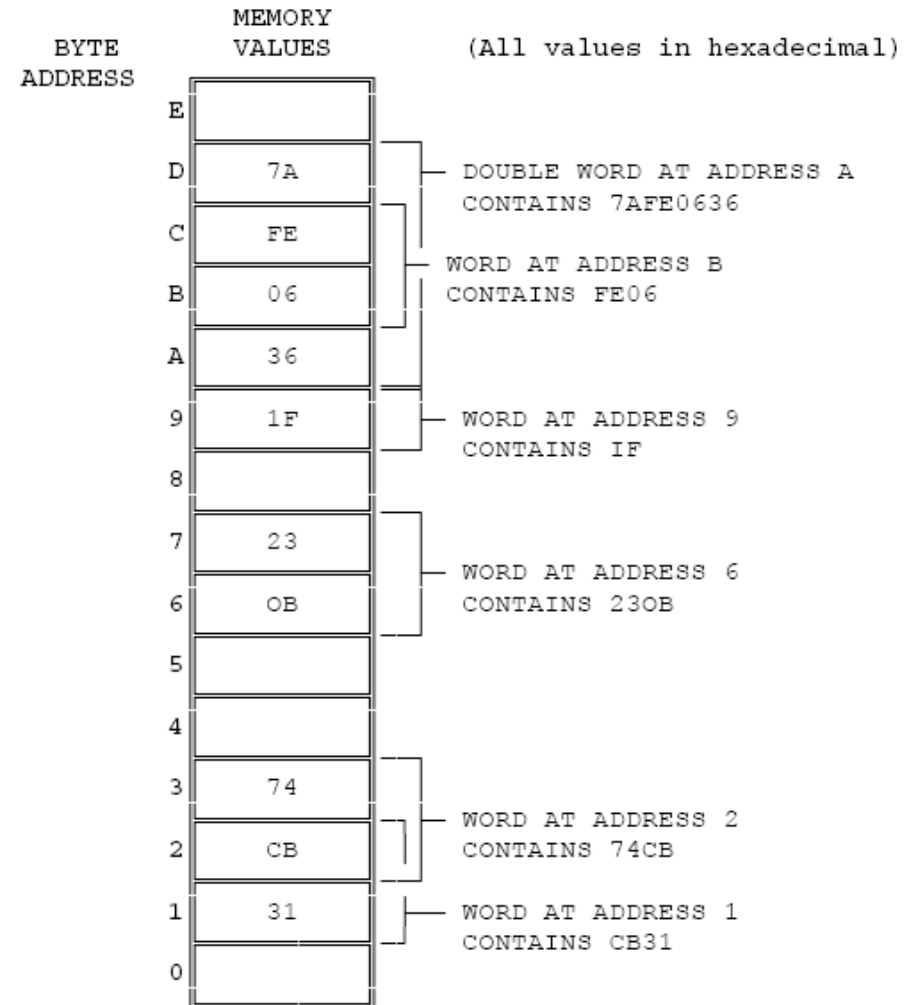 MEMORY
BYTE VALUES (All values in hexadecimal)
ADDRESS
E
D 7A DOUBLE WORD AT ADDRESS A
CONTAINS 7AFE0636
C FE
WORD AT ADDRESS B
B 06 CONTAINS FE06
A 36
9 1F WORD AT ADDRESS 9
CONTAINS IF
8
7 23
WORD AT ADDRESS 6
6 OB CONTAINS 23OB
5
4
3 74
WORD AT ADDRESS 2
2 CB CONTAINS 74CB
1 31 WORD AT ADDRESS 1
CONTAINS CB31
0